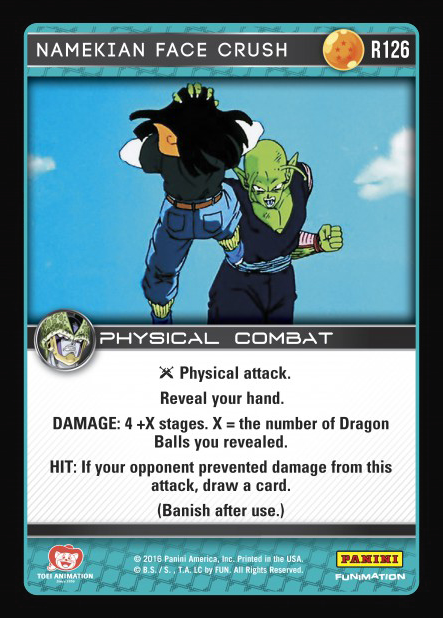 NAMEKIAN FACE CRUSH
R126
PHYSICAL COMBAT
Physical attack.
Reveal your hand.
DAMAGE: 4 +X stages. X = the number of Dragon
Balls you revealed.
HIT: If your opponent prevented damage from this
attack, draw a card.
(Banish after use.)
TOEI ANIMATION
© 2016 Panini America, Inc. Printed in the USA.
© B.S. / S. , T.A. LC by FUN. All Rights Reserved.
PANINI
FUNIMATION